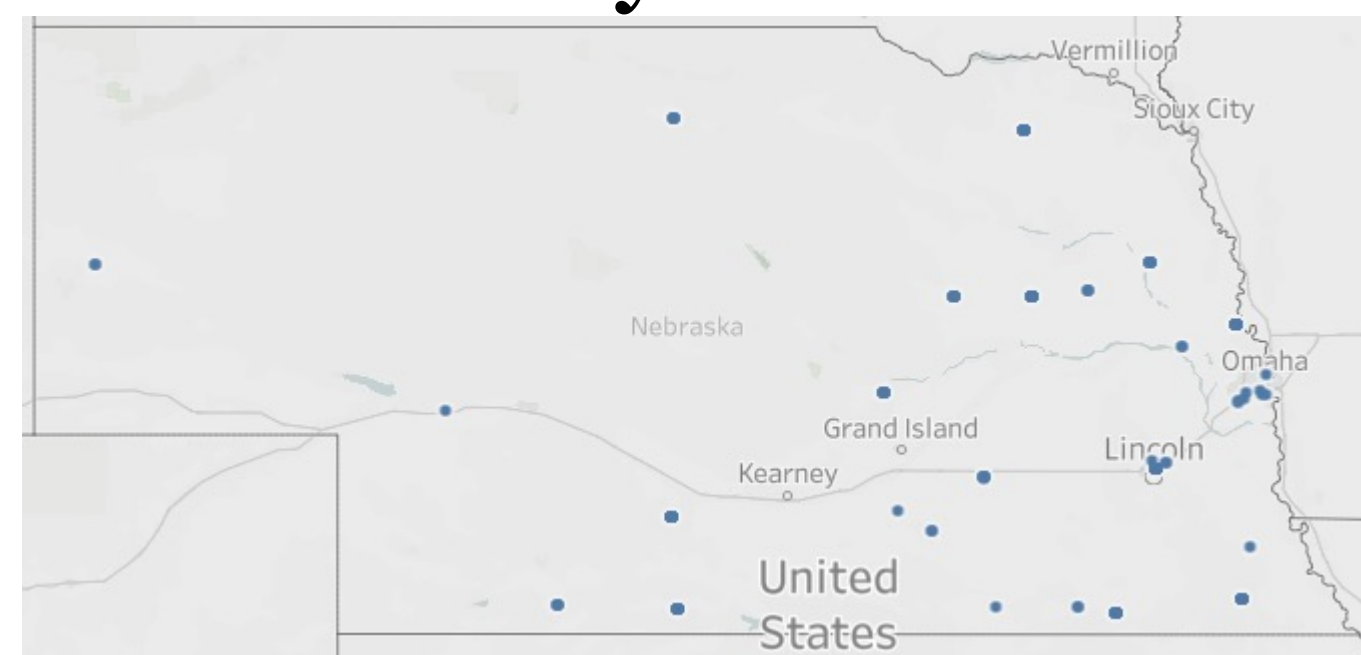 Vermillion
Sioux City
Nebraska
Omaha
Grand Island
Lincoln
Kearney
United
States